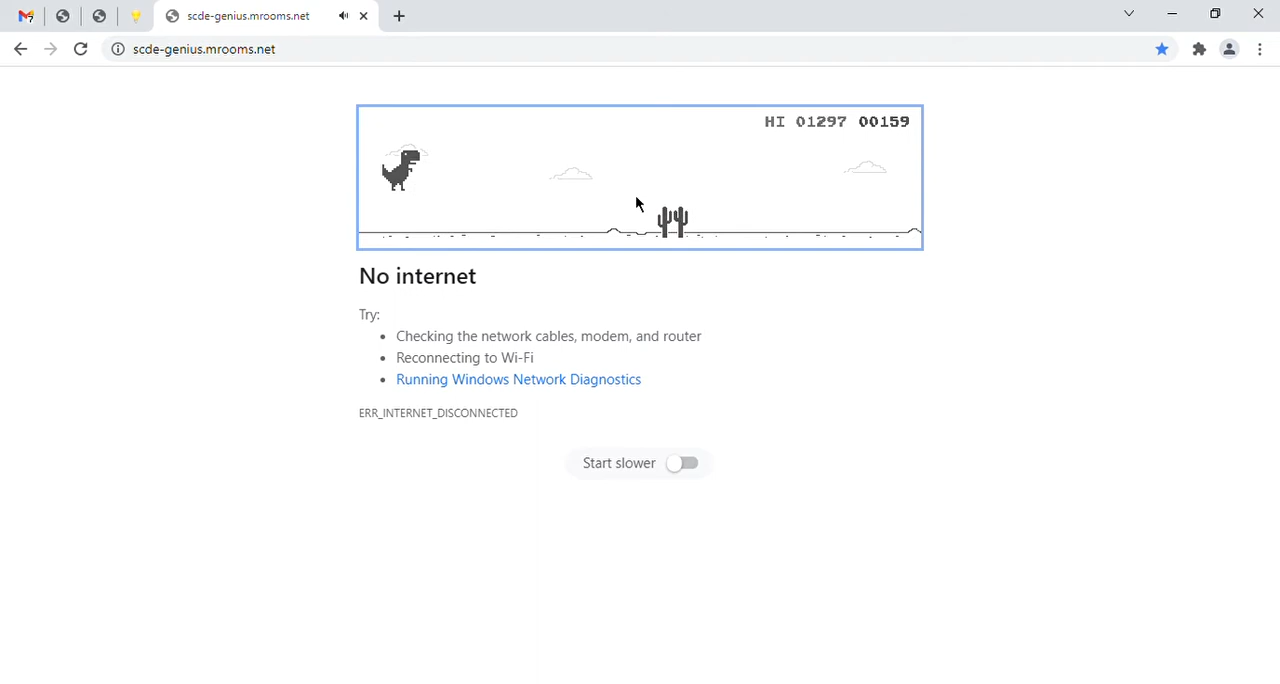 7
scde-genius.mrooms.net
scde-genius.mrooms.net
HI 01297 00159
No internet
Try:
Checking the network cables, modem, and router
Reconnecting to Wi-Fi
Running Windows Network Diagnostics
ERR_INTERNET_DISCONNECTED
Start slower